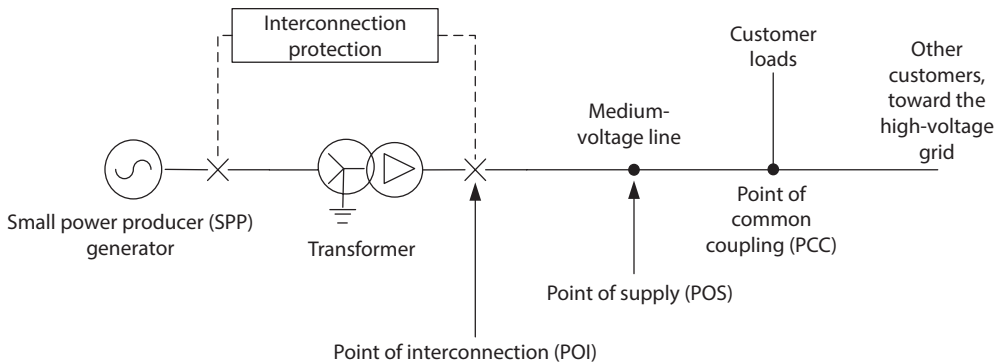 Interconnection
protection
Customer
loads
Other
customers,
toward the
high-voltage
grid
Medium-
voltage line
Small power producer (SPP)
generator
Transformer
Point of
common
coupling (PCC)
Point of supply (POS)
Point of interconnection (POI)